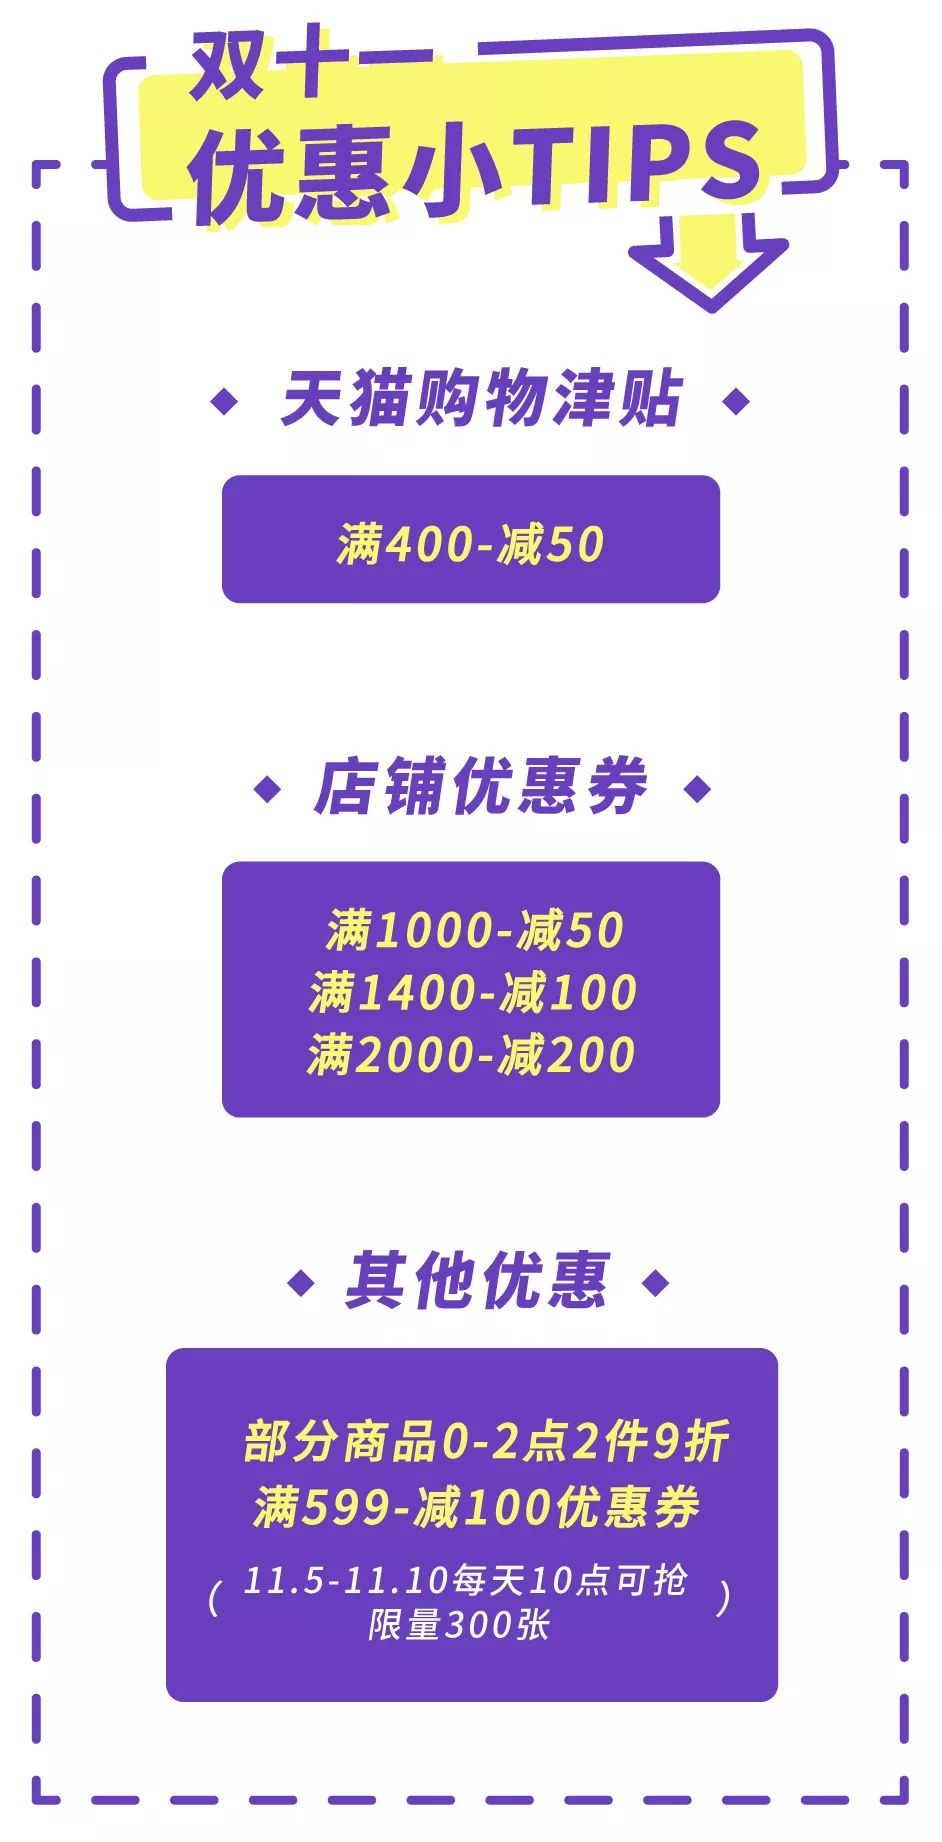 双十一
优惠小TIPS
天猫购物津贴
满400-减50
店铺优惠券
满1000-减50
满1400-减100
满2000-减200
其他优惠
部分商品0-2点2件9折
满599-减100优惠券
(11.5-11.10每天10点可抢
限量300张)